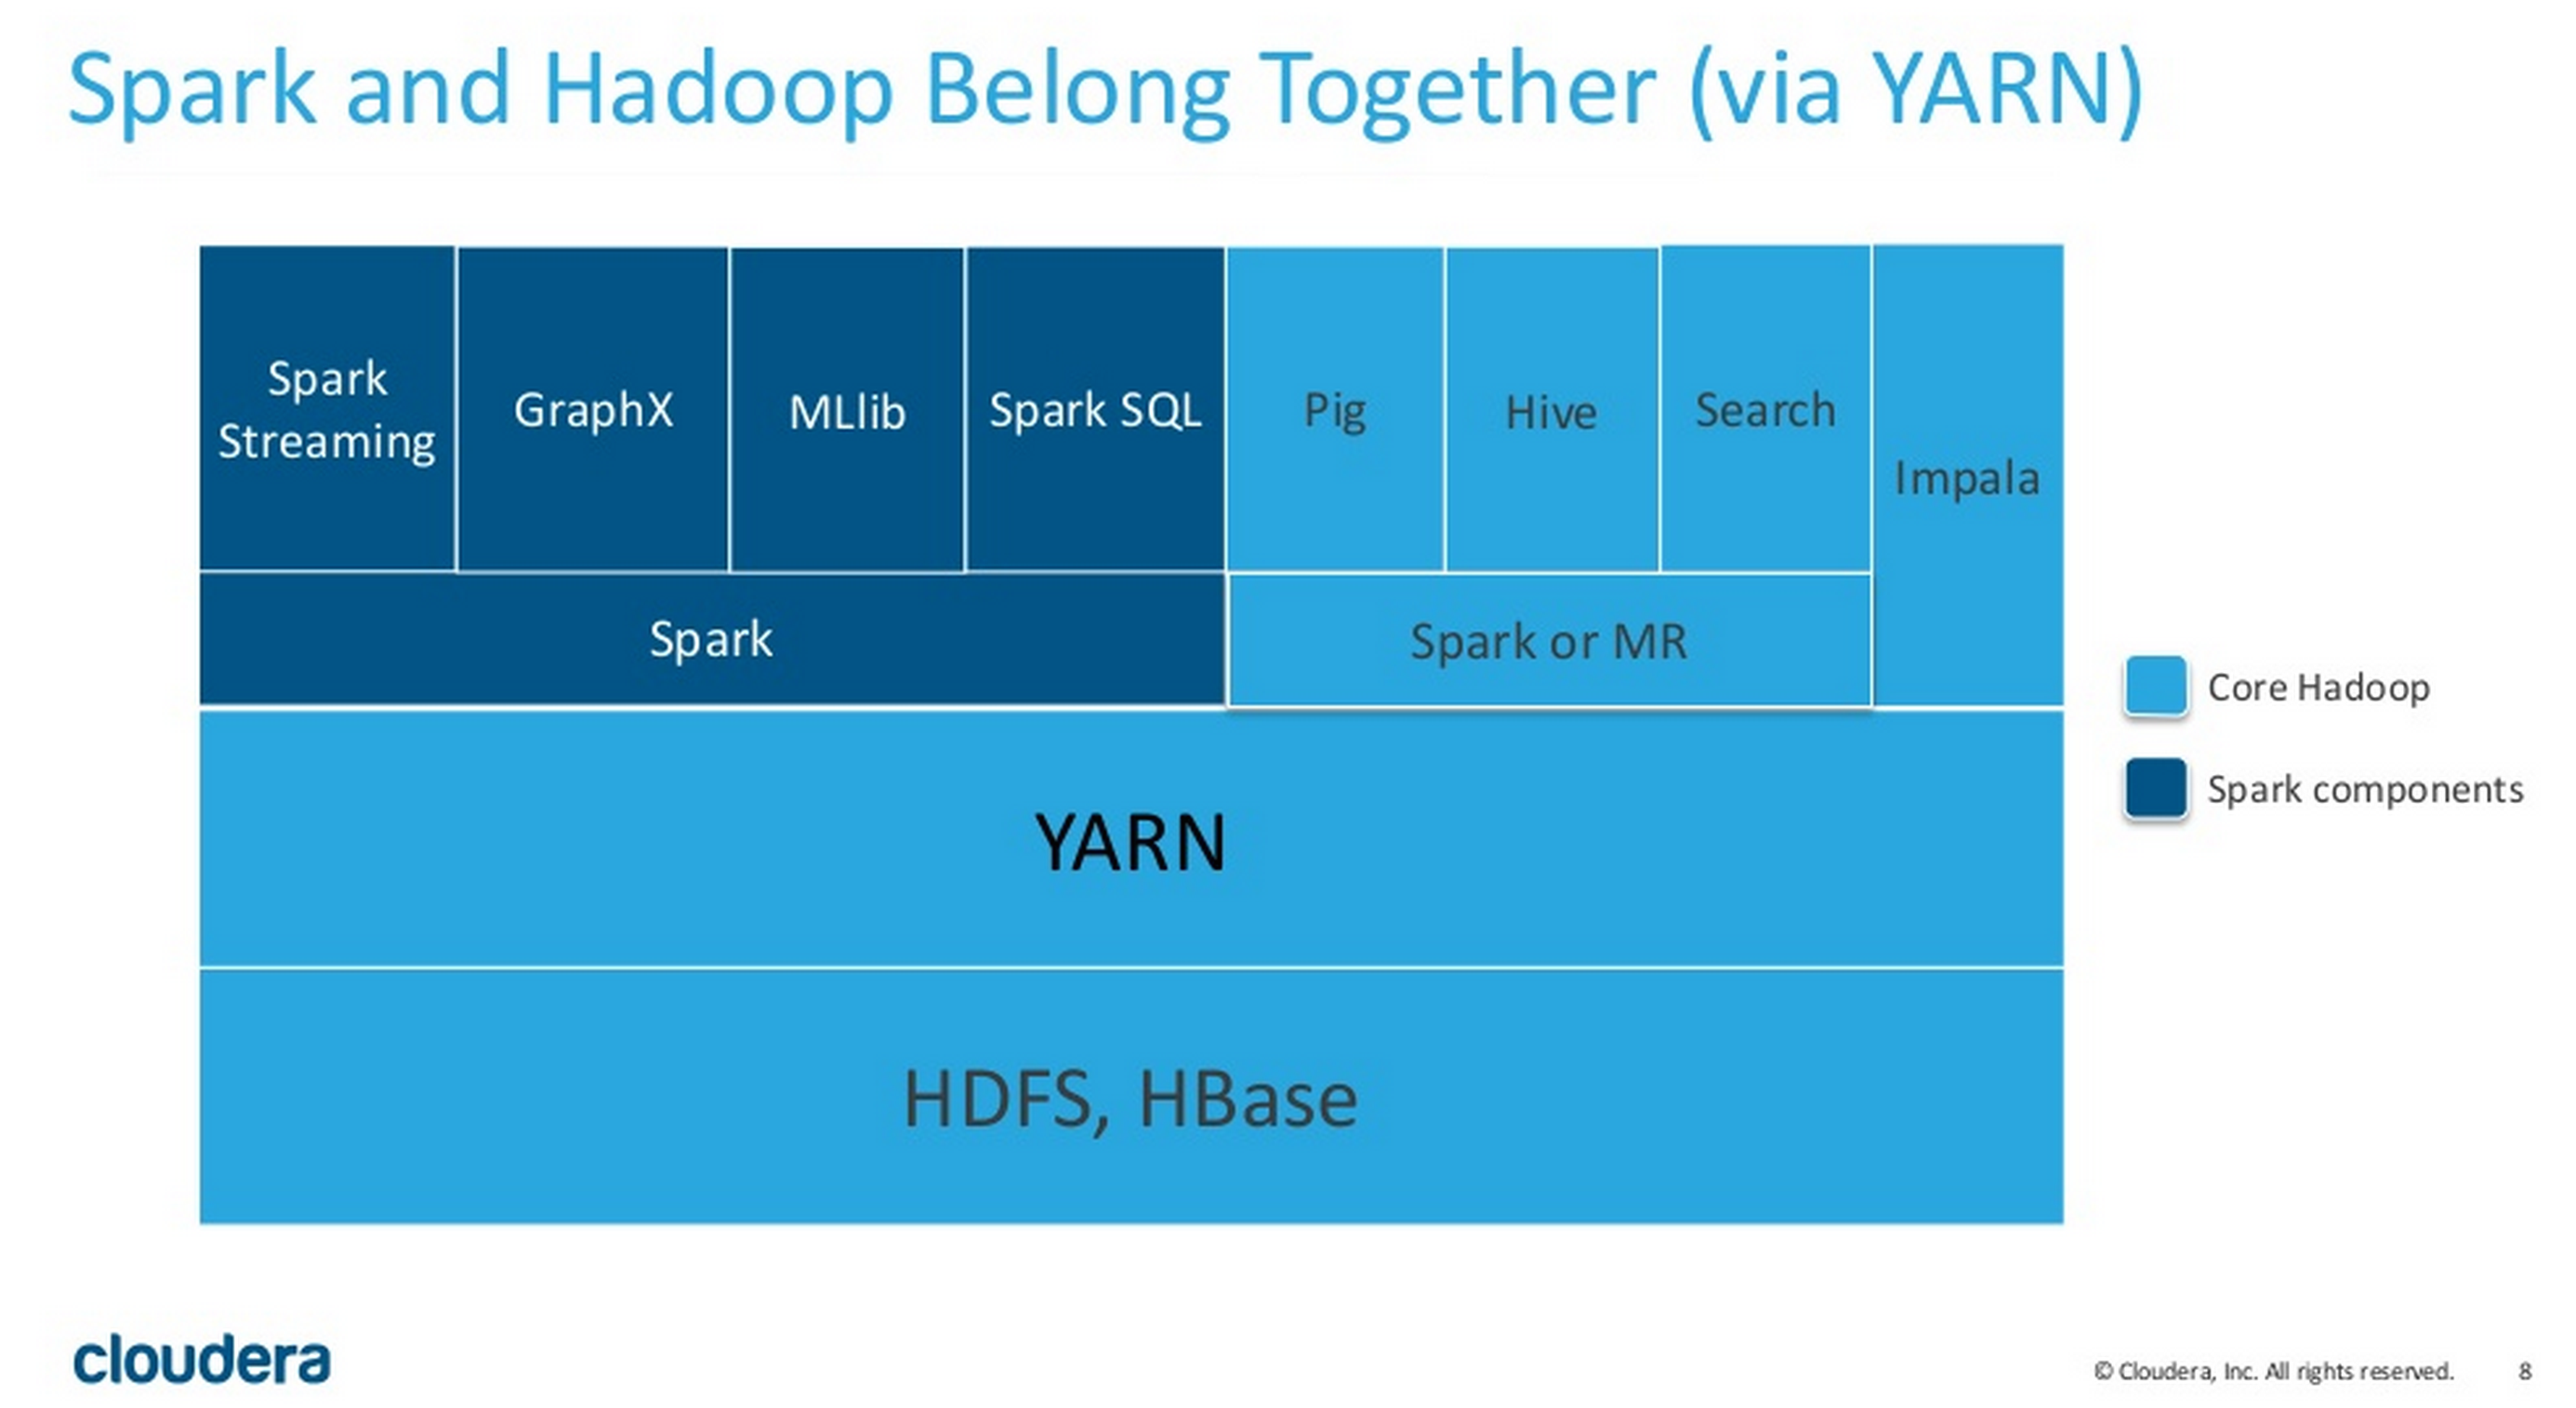 Spark and Hadoop Belong Together (via YARN)
Spark
Streaming
GraphX
MLlib
Spark SQL
Pig
Hive
Search
Impala
Spark
Spark or MR
YARN
HDFS, HBase
Core Hadoop
Spark components
cloudera
© Cloudera, Inc. All rights reserved.
8